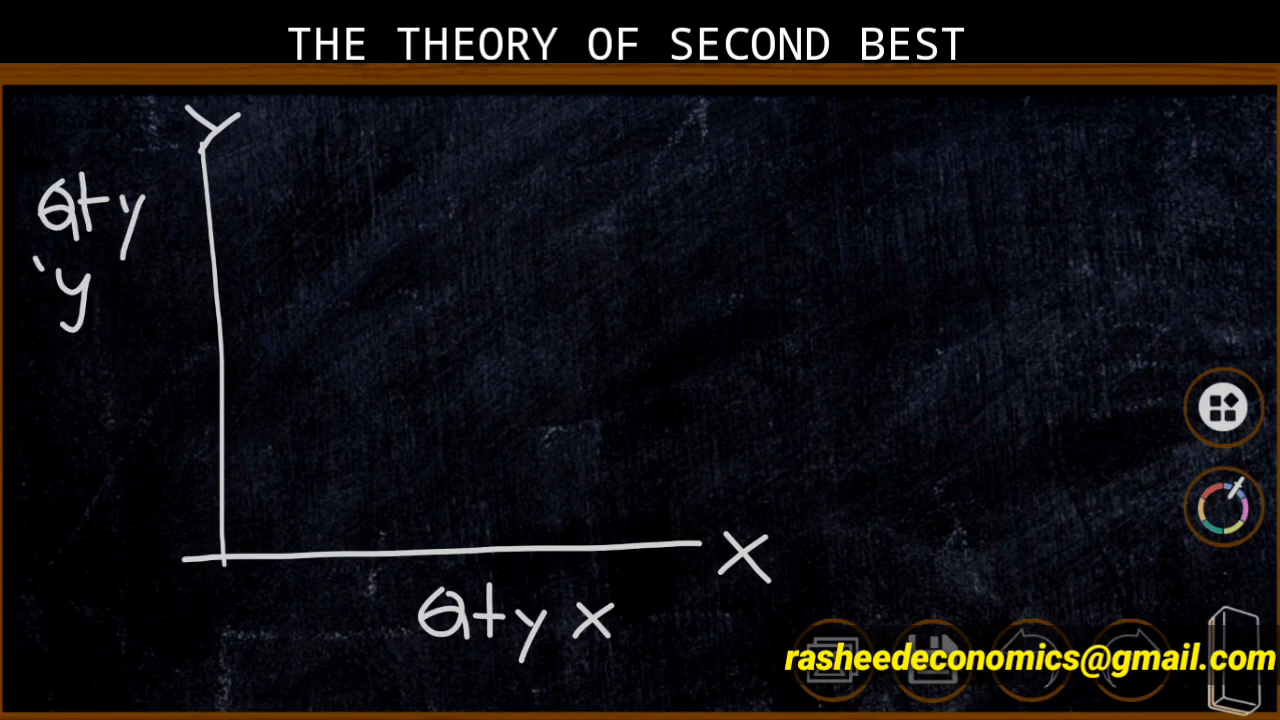 THE THEORY OF SECOND BEST
Y
Qty
y
X
Qty X
rasheedeconomics@gmail.com